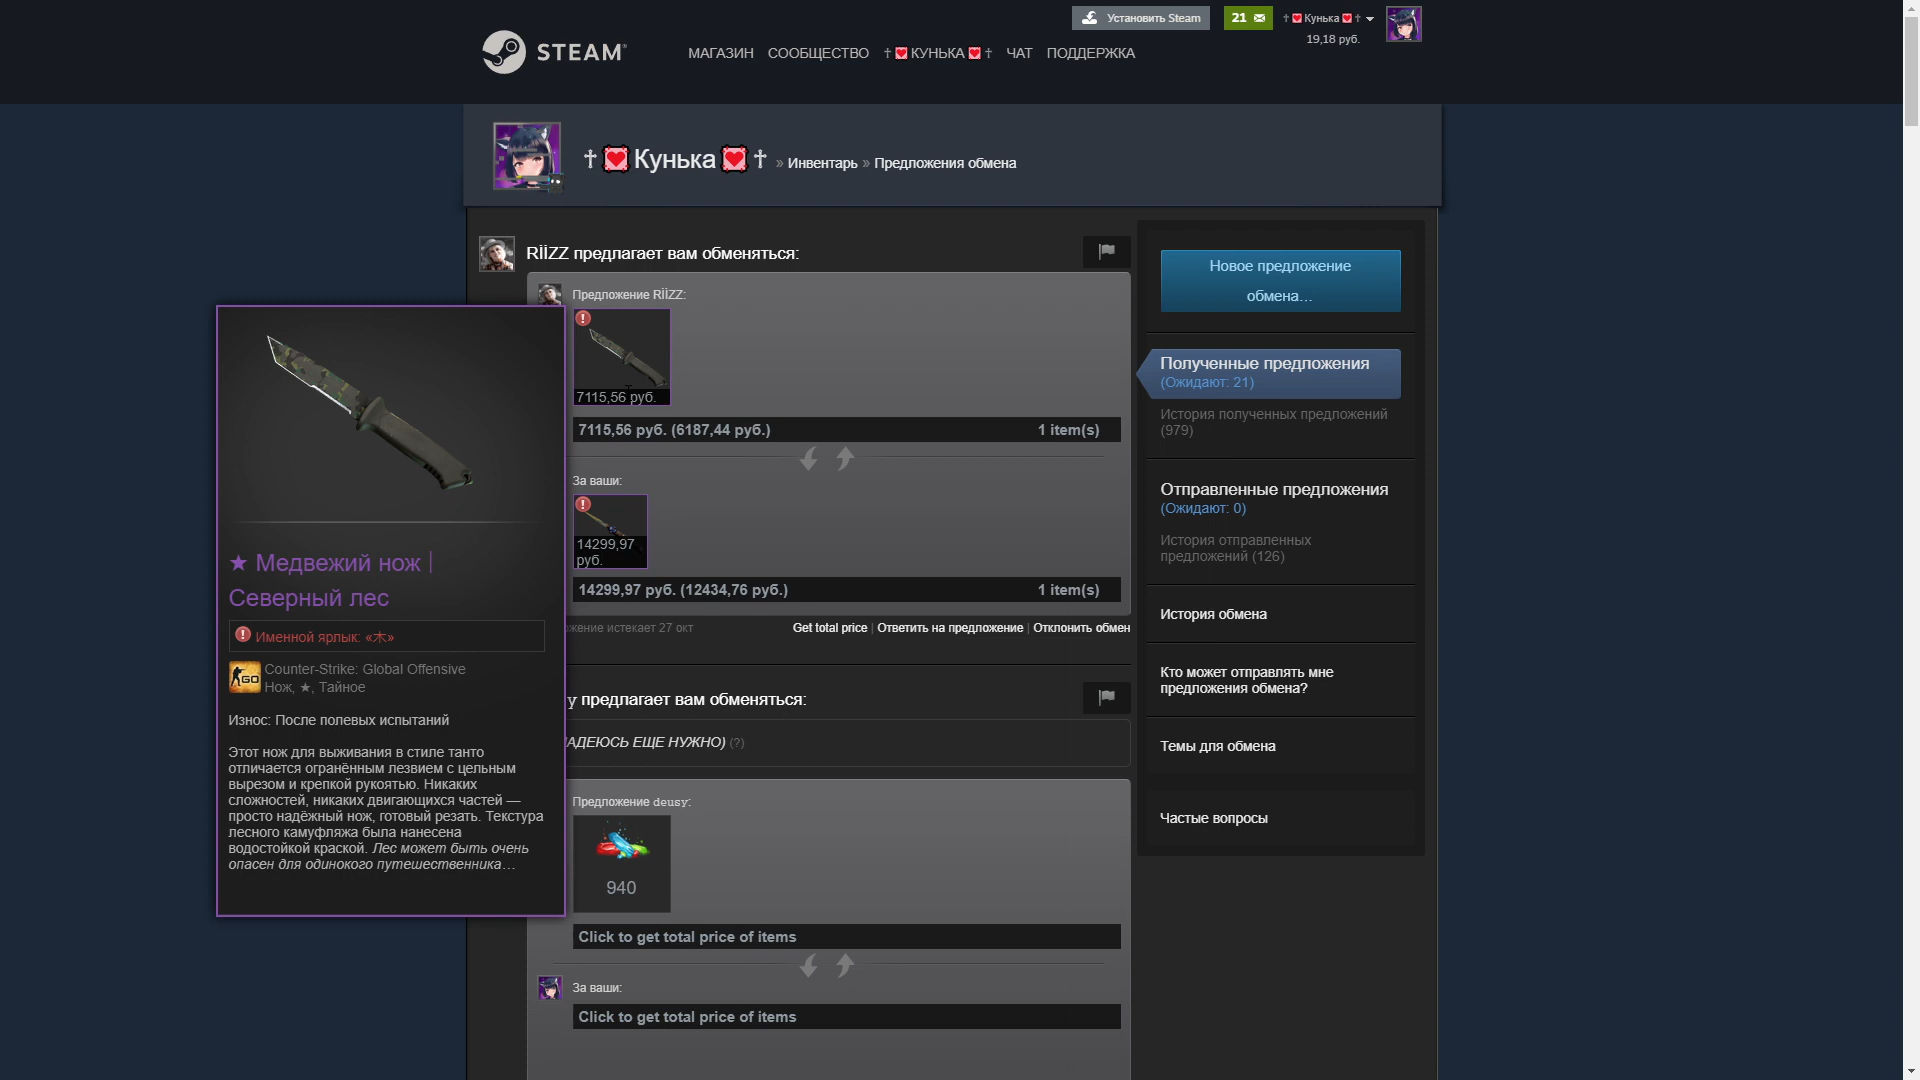 Установить Steam
21
†💟Кунька💟†
19,18 руб.
STEAM®
МАГАЗИН СООБЩЕСТВО †💟КУНЬКА💟† ЧАТ ПОДДЕРЖКА
†💟Кунька💟† » Инвентарь » Предложения обмена
RİİZZ предлагает вам обменяться:
Предложение RİİZZ:
7115,56 руб.
7115,56 руб. (6187,44 руб.) 1 item(s)
За ваши:
14299,97
руб.
14299,97 руб. (12434,76 руб.) 1 item(s)
жение истекает 27 окт
Get total price | Ответить на предложение | Отклонить обмен
y предлагает вам обменяться:
АДЕЮСЬ ЕЩЕ НУЖНО) (?)
Предложение deusy:
940
Click to get total price of items
За ваши:
Click to get total price of items
★ Медвежий нож |
Северный лес
Именной ярлык: «木»
GO
Counter-Strike: Global Offensive
Нож, ★, Тайное
Износ: После полевых испытаний
Этот нож для выживания в стиле танто
отличается огранённым лезвием с цельным
вырезом и крепкой рукоятью. Никаких
сложностей, никаких двигающихся частей —
просто надёжный нож, готовый резать. Текстура
лесного камуфляжа была нанесена
водостойкой краской. Лес может быть очень
опасен для одинокого путешественника…
Новое предложение
обмена…
Полученные предложения
(Ожидают: 21)
История полученных предложений
(979)
Отправленные предложения
(Ожидают: 0)
История отправленных
предложений (126)
История обмена
Кто может отправлять мне
предложения обмена?
Темы для обмена
Частые вопросы